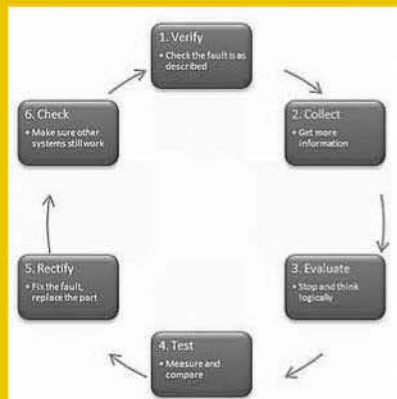 1. Verify
• Check the fault is as
described
2. Collect
• Get more
information
3. Evaluate
• Stop and think
logically
4. Test
• Measure and
compare
5. Rectify
• Fix the fault,
replace the part
6. Check
• Make sure other
systems still work